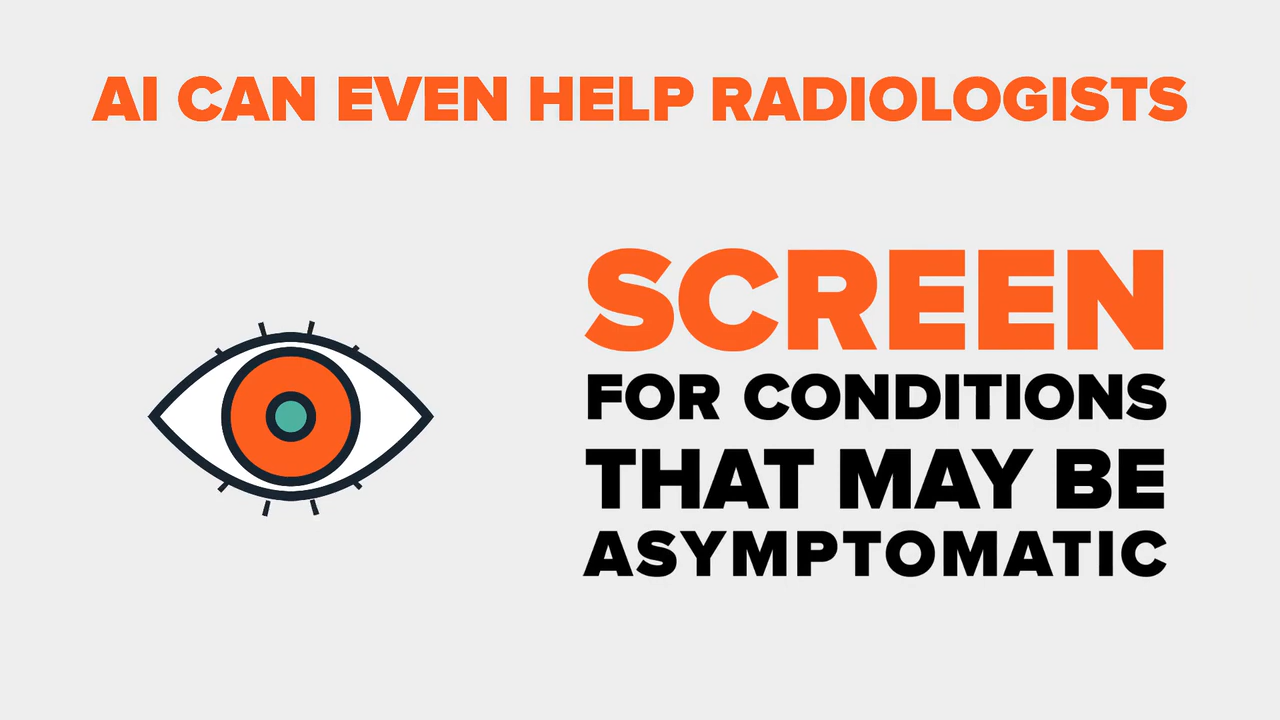 AI CAN EVEN HELP RADIOLOGISTS
SCREEN
FOR CONDITIONS
THAT MAY BE
ASYMPTOMATIC